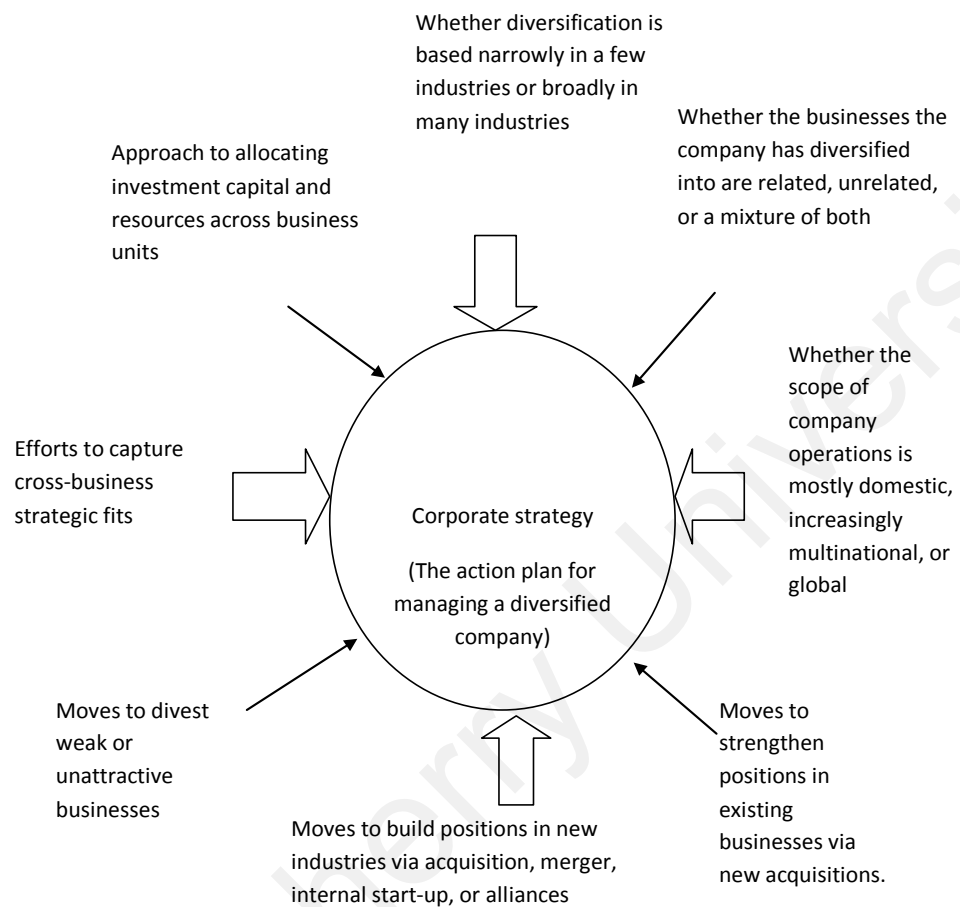 Whether diversification is
based narrowly in a few
industries or broadly in
many industries
Whether the businesses the
company has diversified
into are related, unrelated,
or a mixture of both
Approach to allocating
investment capital and
resources across business
units
Whether the
scope of
company
operations is
mostly domestic,
increasingly
multinational, or
global
Efforts to capture
cross-business
strategic fits
Corporate strategy
(The action plan for
managing a diversified
company)
Moves to divest
weak or
unattractive
businesses
Moves to
strengthen
positions in
existing
businesses via
new acquisitions.
Moves to build positions in new
industries via acquisition, merger,
internal start-up, or alliances